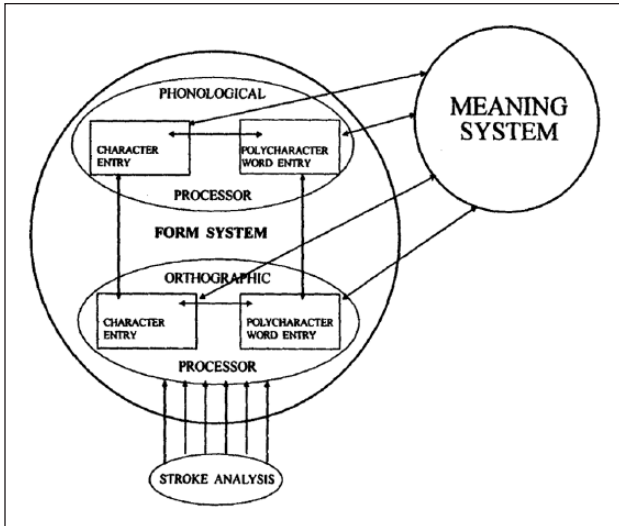 PHONOLOGICAL
MEANING
SYSTEM
CHARACTER
ENTRY
POLYCHARACTER
WORD ENTRY
PROCESSOR
FORM SYSTEM
ORTHOGRAPHIC
CHARACTER
ENTRY
POLYCHARACTER
WORD ENTRY
PROCESSOR
STROKE ANALYSIS